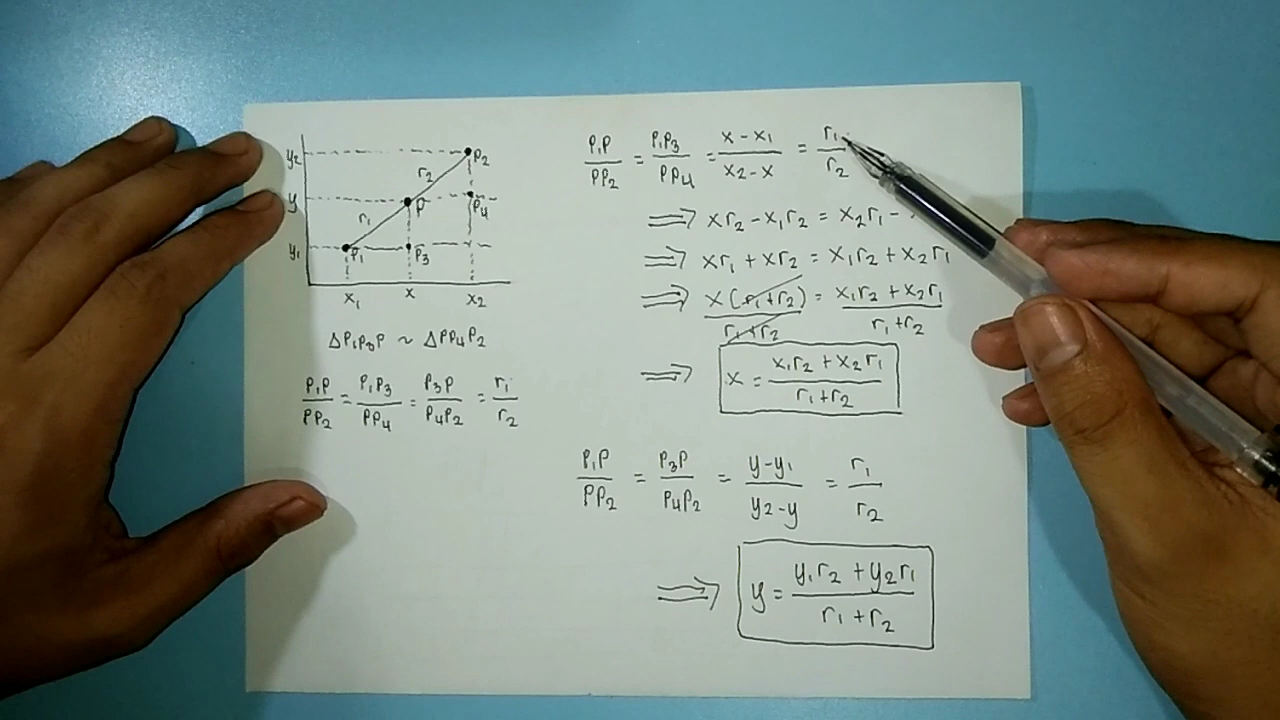 y₂
P₂
r₂
y
P
P₄
r₁
y₁
P₁
P₃
x₁ x x₂
ΔP₁P₃P ~ ΔPP₄P₂
P₁P/PP₂ = P₁P₃/PP₄ = P₃P/P₄P₂ = r₁/r₂
P₁P/PP₂ = P₁P₃/PP₄ = x-x₁/x₂-x = r₁/r₂
⟹ xr₂ - x₁r₂ = x₂r₁ -
⟹ xr₁ + xr₂ = x₁r₂ + x₂r₁
⟹ x(r₁+r₂)/r₁+r₂ = x₁r₂ + x₂r₁/r₁+r₂
⟹ x = x₁r₂ + x₂r₁/r₁+r₂
P₁P/PP₂ = P₃P/P₄P₂ = y-y₁/y₂-y = r₁/r₂
⟹ y = y₁r₂ + y₂r₁/r₁+r₂